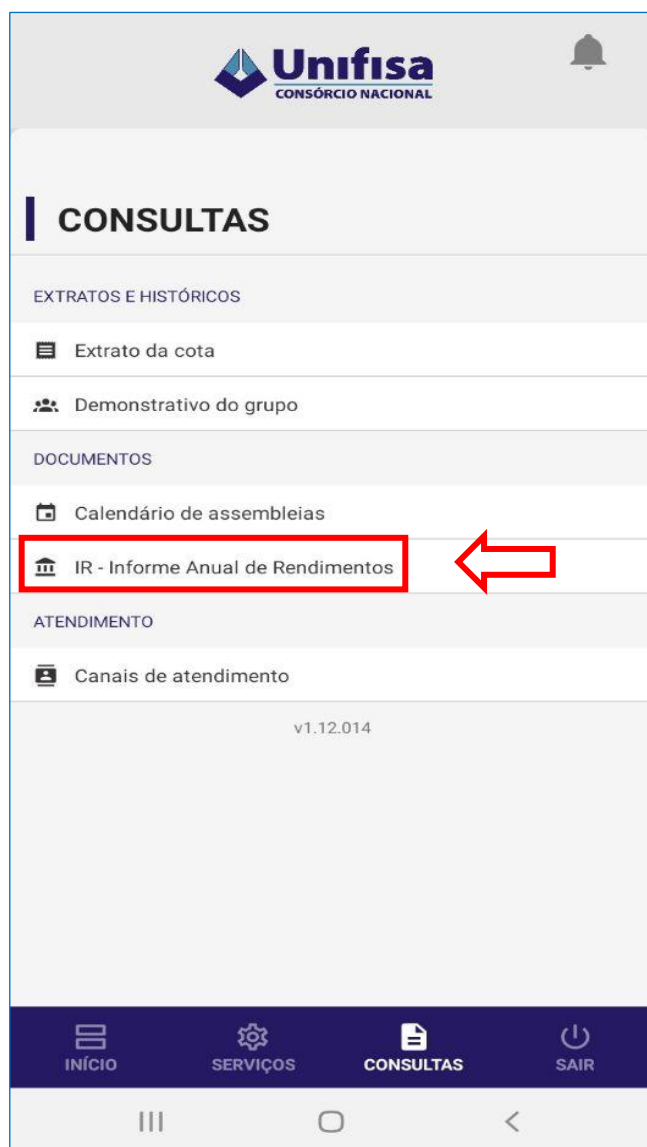 Unifisa
CONSÓRCIO NACIONAL
CONSULTAS
EXTRATOS E HISTÓRICOS
Extrato da cota
Demonstrativo do grupo
DOCUMENTOS
Calendário de assembleias
IR - Informe Anual de Rendimentos
ATENDIMENTO
Canais de atendimento
v1.12.014
INÍCIO SERVIÇOS CONSULTAS SAIR